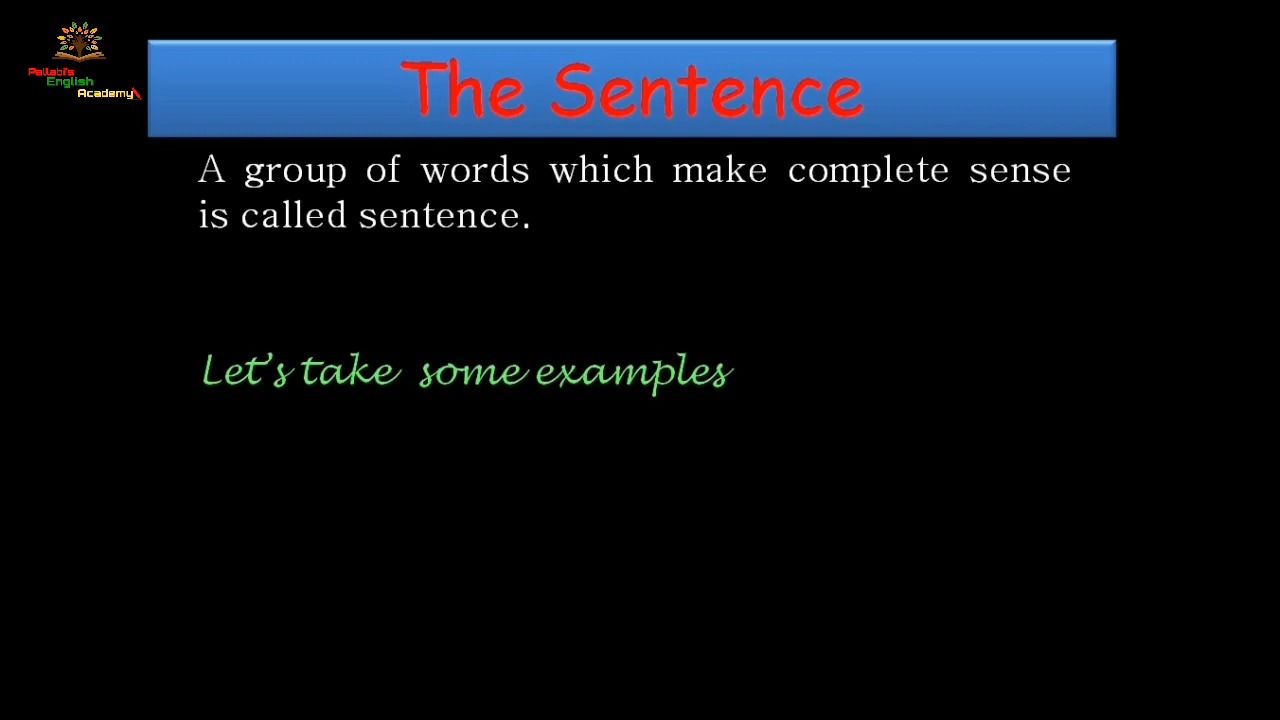 Pallabi's
English
Academy
The Sentence
A group of words which make complete sense
is called sentence.
Let's take some examples